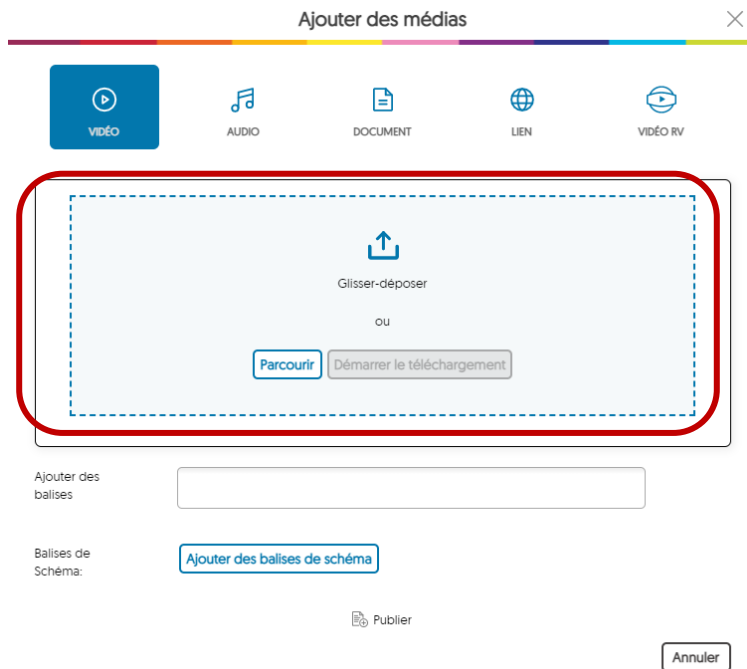 Ajouter des médias
VIDÉO
AUDIO
DOCUMENT
LIEN
VIDÉO RV
Glisser-déposer
ou
Parcourir
Démarrer le téléchargement
Ajouter des
balises
Balises de
Schéma:
Ajouter des balises de schéma
Publier
Annuler